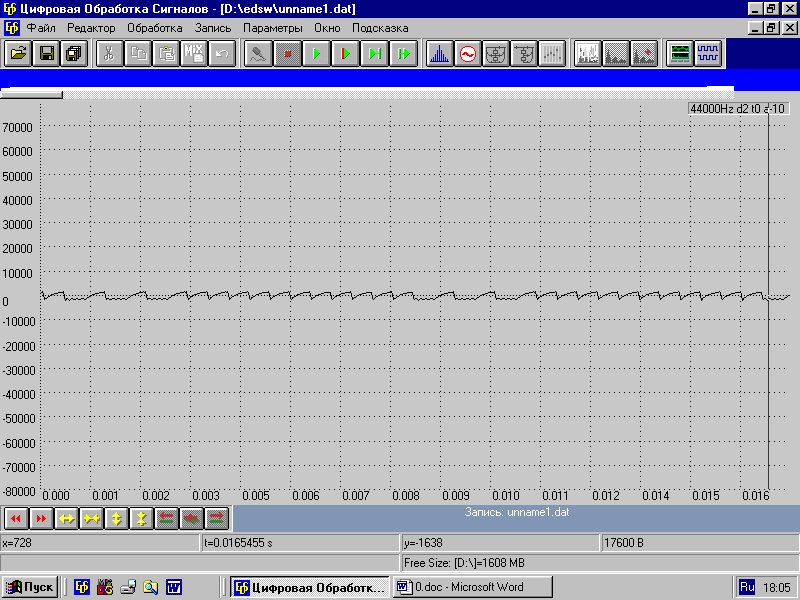 Цифровая Обработка Сигналов - [D:\edsw\unname1.dat]
Файл Редактор Обработка Запись Параметры Окно Подсказка
MiX
44000Hz d2 t0 a-10
70000
60000
50000
40000
30000
20000
10000
0
-10000
-20000
-30000
-40000
-50000
-60000
-70000
-80000
0.000 0.001 0.002 0.003 0.005 0.006 0.007 0.008 0.009 0.010 0.011 0.012 0.014 0.015 0.016
Запись: unname1.dat
x=728 t=0.0165455 s y=-1638 17600 B
Free Size: [D:\]=1608 MB
Пуск Цифровая Обработк... 0.doc - Microsoft Word Ru 18:05